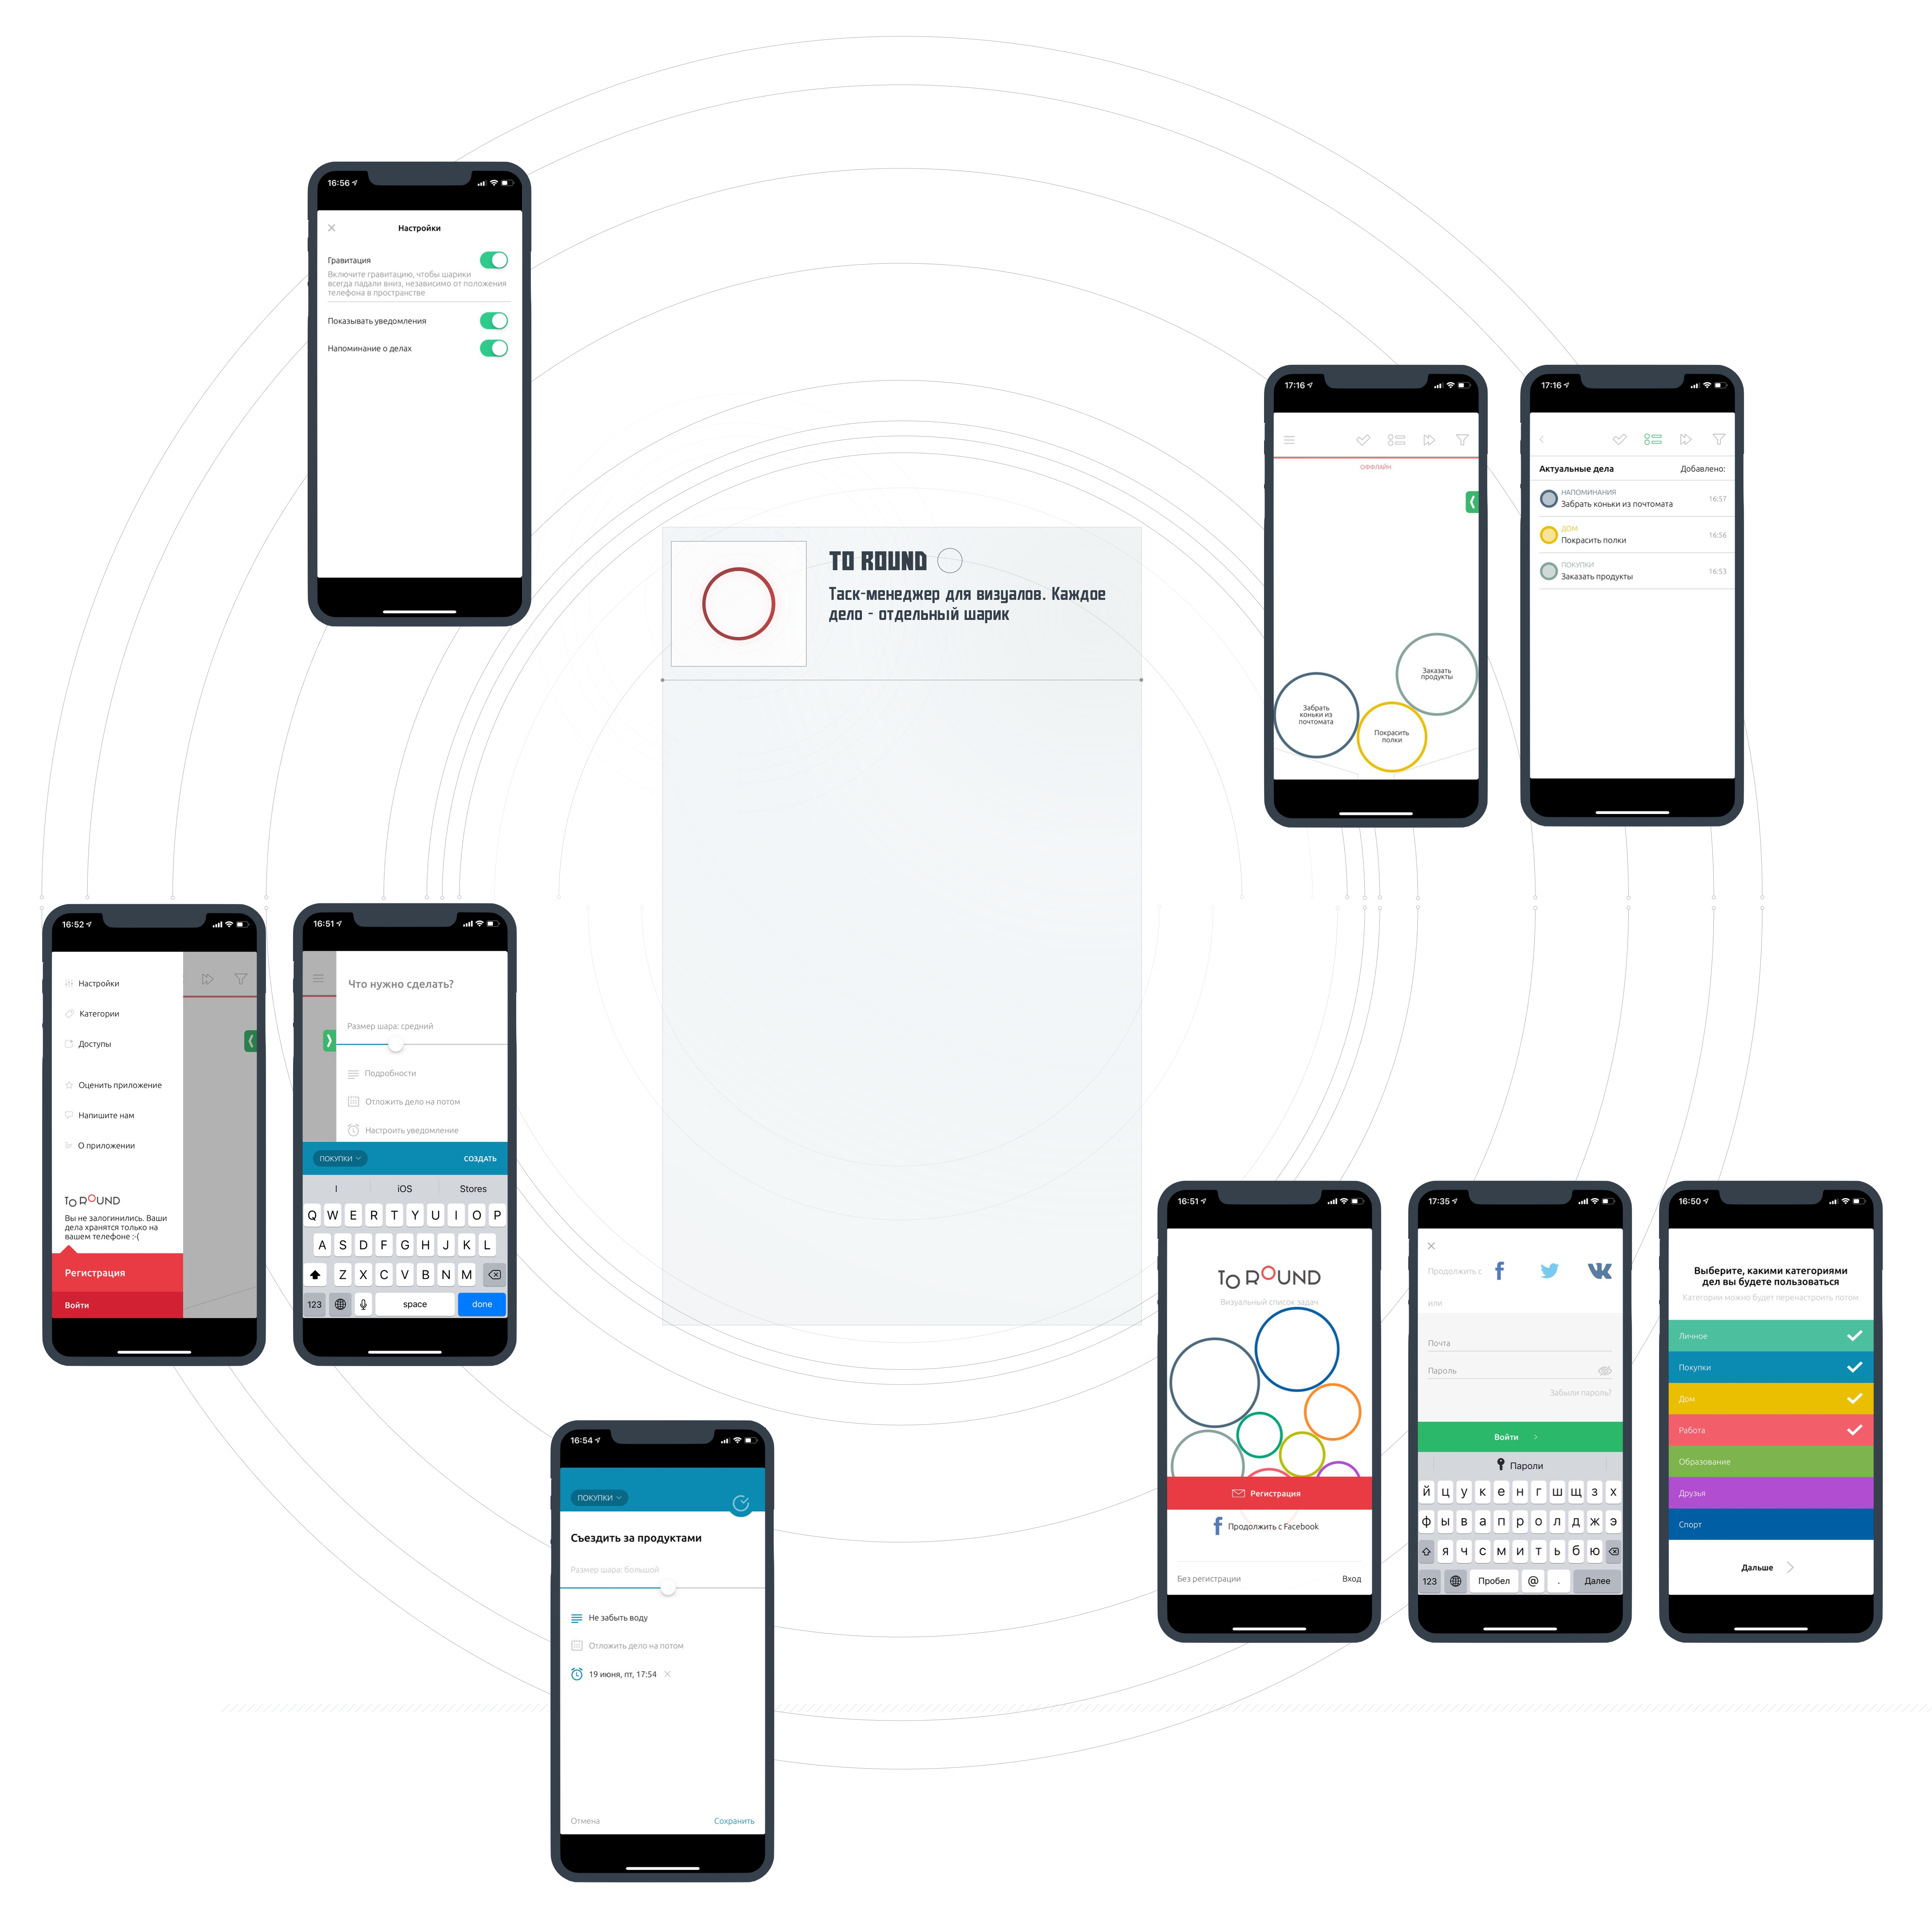 16:56
Настройки
Гравитация
Включите гравитацию, чтобы шарики
всегда падали вниз, независимо от положения
телефона в пространстве
Показывать уведомления
Напоминание о делах
TO ROUND
Таск-менеджер для визуалов. Каждое
дело - отдельный шарик
17:16
ОФФЛАЙН
Заказать
продукты
Забрать
коньки из
почтомата
Покрасить
полки
17:16
Актуальные дела Добавлено:
НАПОМИНАНИЯ
Забрать коньки из почтомата 16:57
ДОМ
Покрасить полки 16:56
ПОКУПКИ
Заказать продукты 16:53
16:52
Настройки
Категории
Доступы
Оценить приложение
Напишите нам
О приложении
TO ROUND
Вы не залогинились. Ваши
дела хранятся только на
вашем телефоне :-(
Регистрация
Войти
16:51
Что нужно сделать?
Размер шара: средний
Подробности
Отложить дело на потом
Настроить уведомление
ПОКУПКИ СОЗДАТЬ
I iOS Stores
Q W E R T Y U I O P
A S D F G H J K L
Z X C V B N M
123 space done
16:54
ПОКУПКИ
Съездить за продуктами
Размер шара: большой
Не забыть воду
Отложить дело на потом
19 июня, пт, 17:54
Отмена Сохранить
16:51
TO ROUND
Визуальный список задач
Регистрация
Продолжить с Facebook
Без регистрации Вход
17:35
Продолжить с
или
Почта
Пароль
Забыли пароль?
Войти
Пароли
й ц у к е н г ш щ з х
ф ы в а п р о л д ж э
я ч с м и т ь б ю
123 Пробел @ . Далее
16:50
Выберите, какими категориями
дел вы будете пользоваться
Категории можно будет перенастроить потом
Личное
Покупки
Дом
Работа
Образование
Друзья
Спорт
Дальше